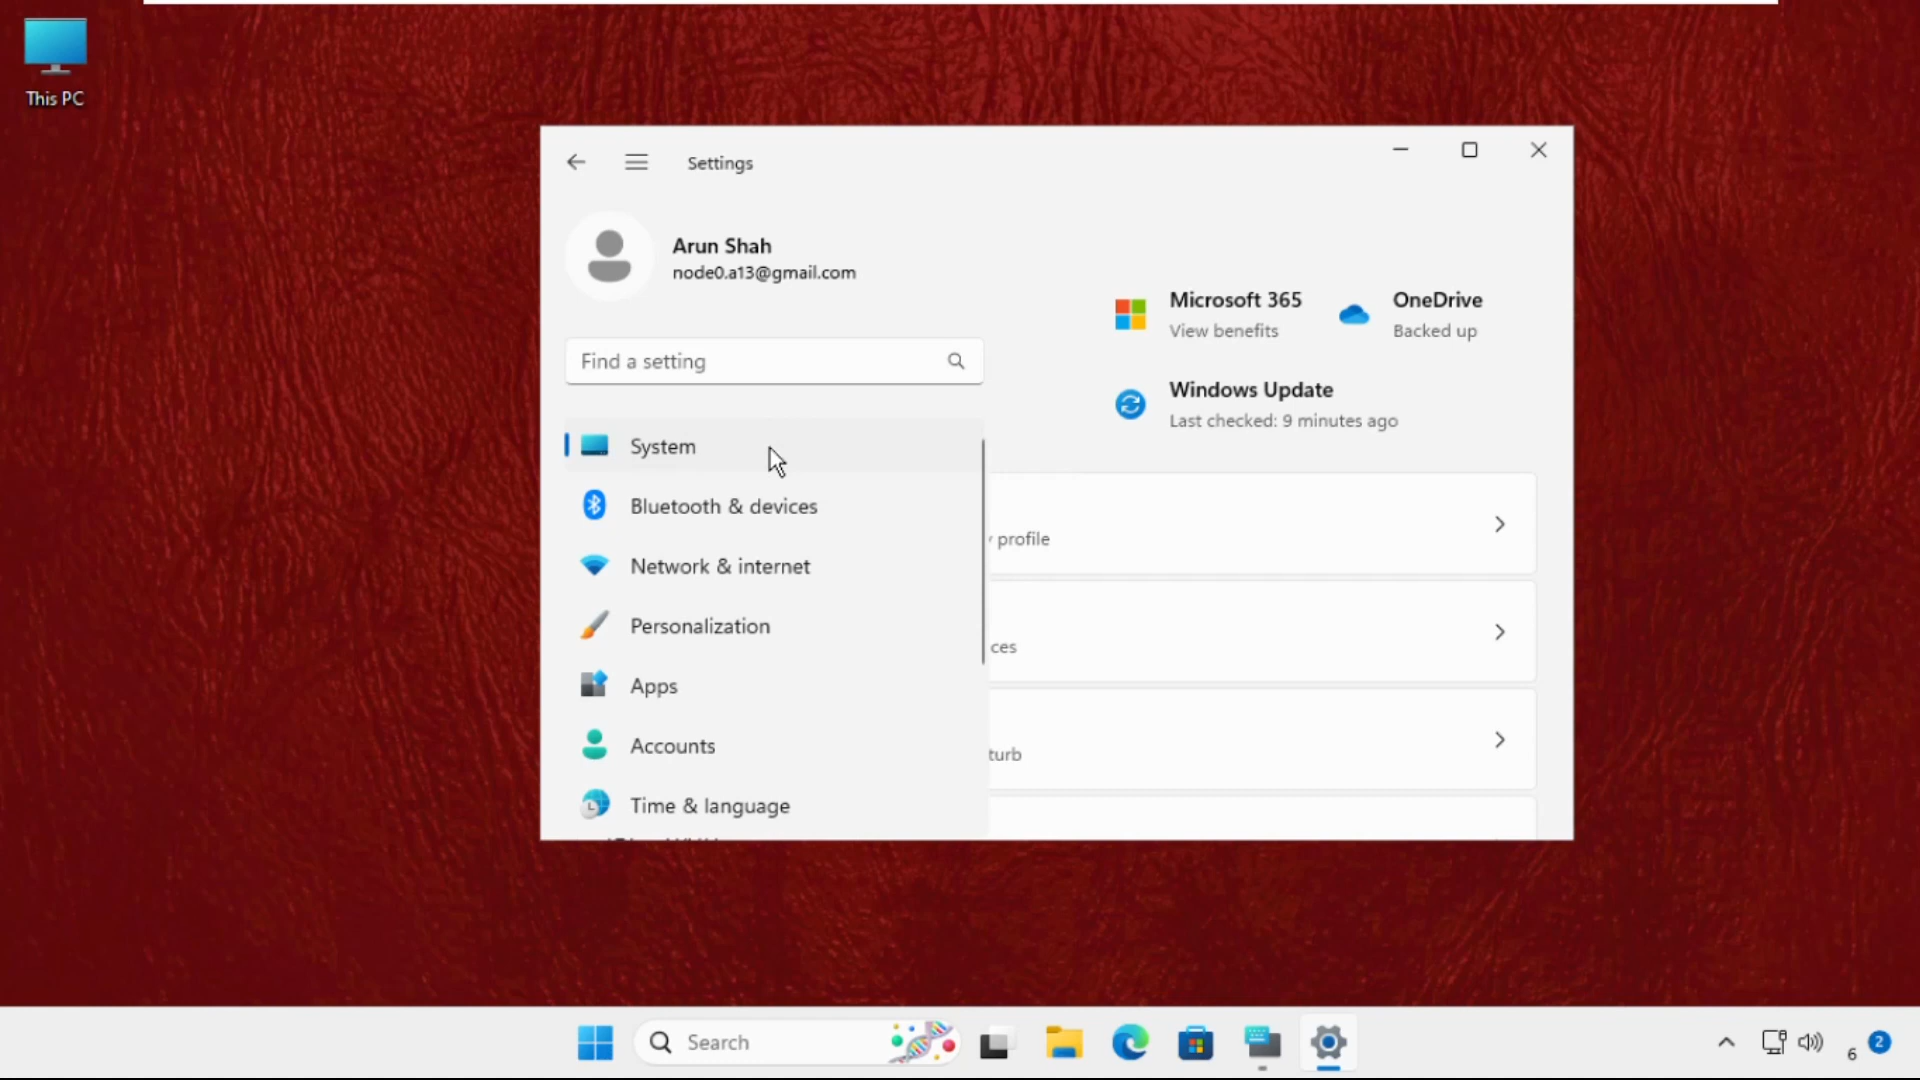 This PC
Settings
Arun Shah
node0.a13@gmail.com
Find a setting
System
Bluetooth & devices
Network & internet
Personalization
Apps
Accounts
Time & language
Microsoft 365
View benefits
OneDrive
Backed up
Windows Update
Last checked: 9 minutes ago
profile
ces
turb
Search
6
2